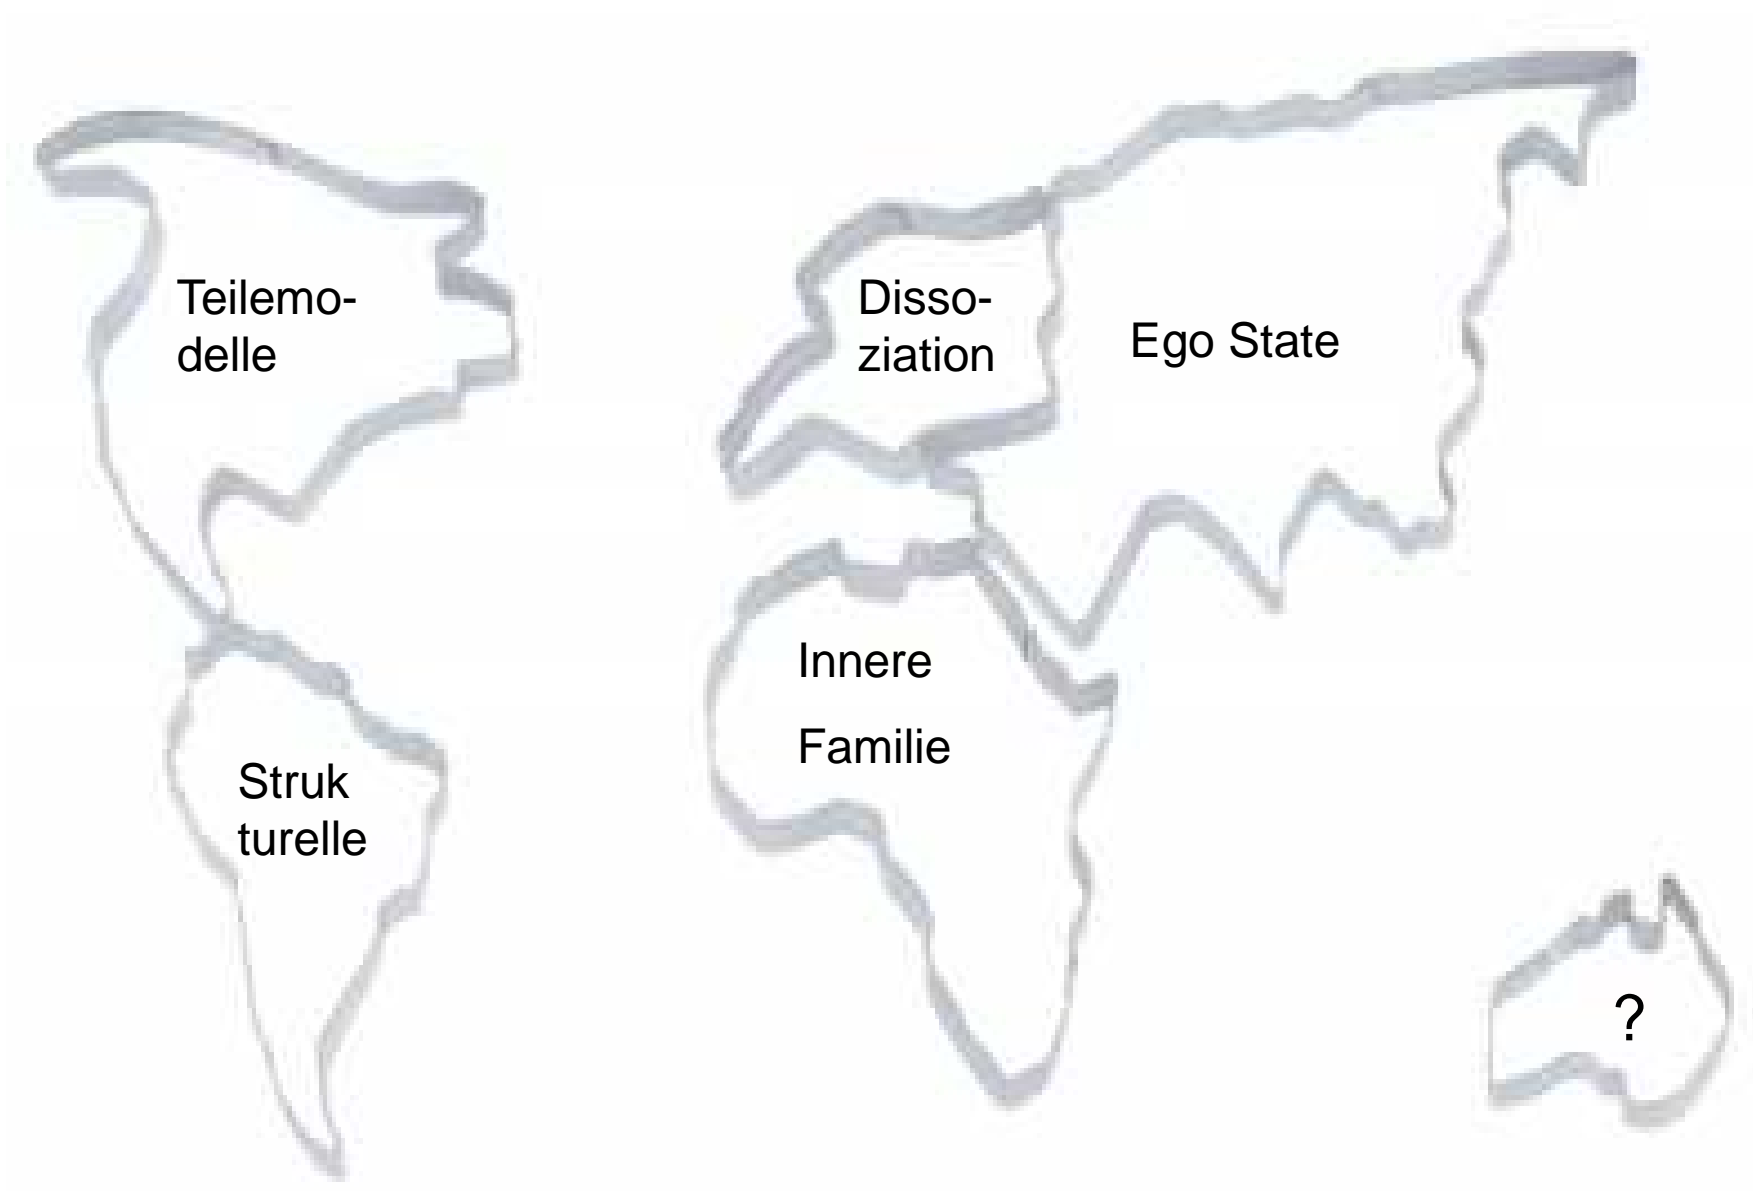 Teilemo-
delle
Disso-
ziation
Ego State
Innere
Familie
Struk
turelle
?